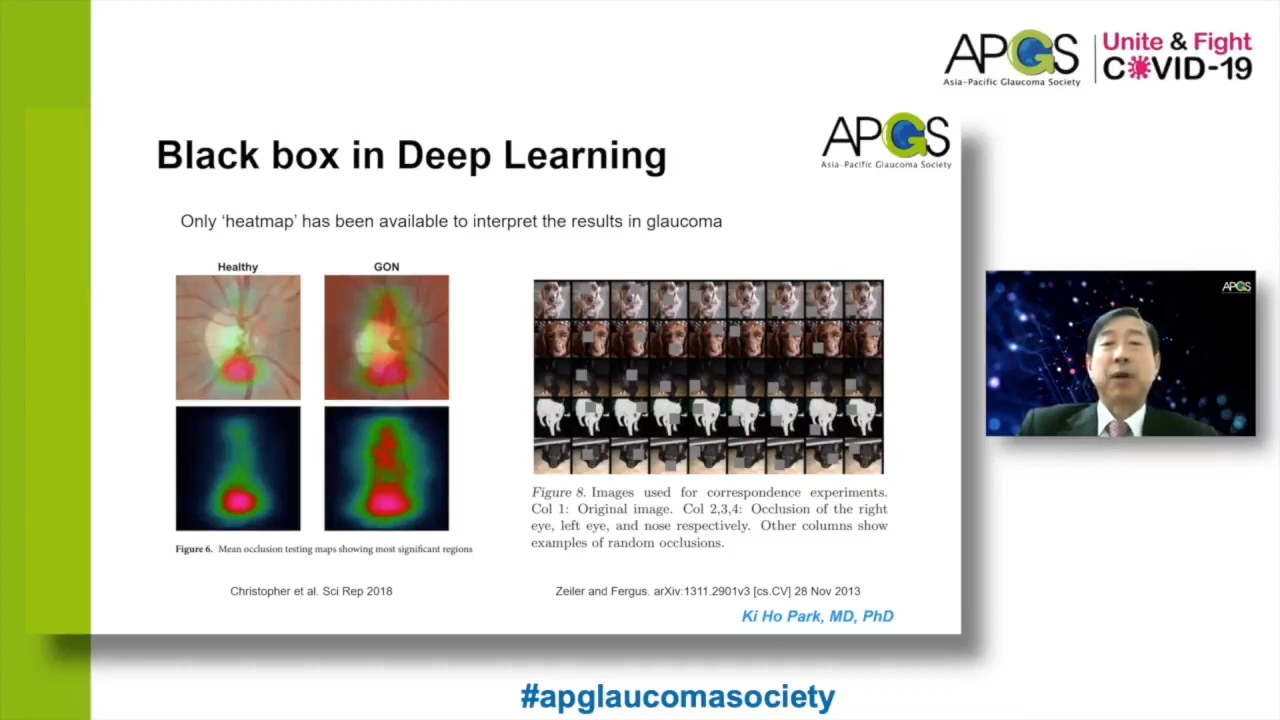 APGS
Asia-Pacific Glaucoma Society
Unite & Fight
COVID-19
APGS
Asia-Pacific Glaucoma Society
Black box in Deep Learning
Only ‘heatmap’ has been available to interpret the results in glaucoma
Healthy
GON
Figure 6. Mean occlusion testing maps showing most significant regions
Christopher et al. Sci Rep 2018
Figure 8. Images used for correspondence experiments.
Col 1: Original image. Col 2,3,4: Occlusion of the right
eye, left eye, and nose respectively. Other columns show
examples of random occlusions.
Zeiler and Fergus. arXiv:1311.2901v3 [cs.CV] 28 Nov 2013
Ki Ho Park, MD, PhD
APGS
#apglaucomasociety